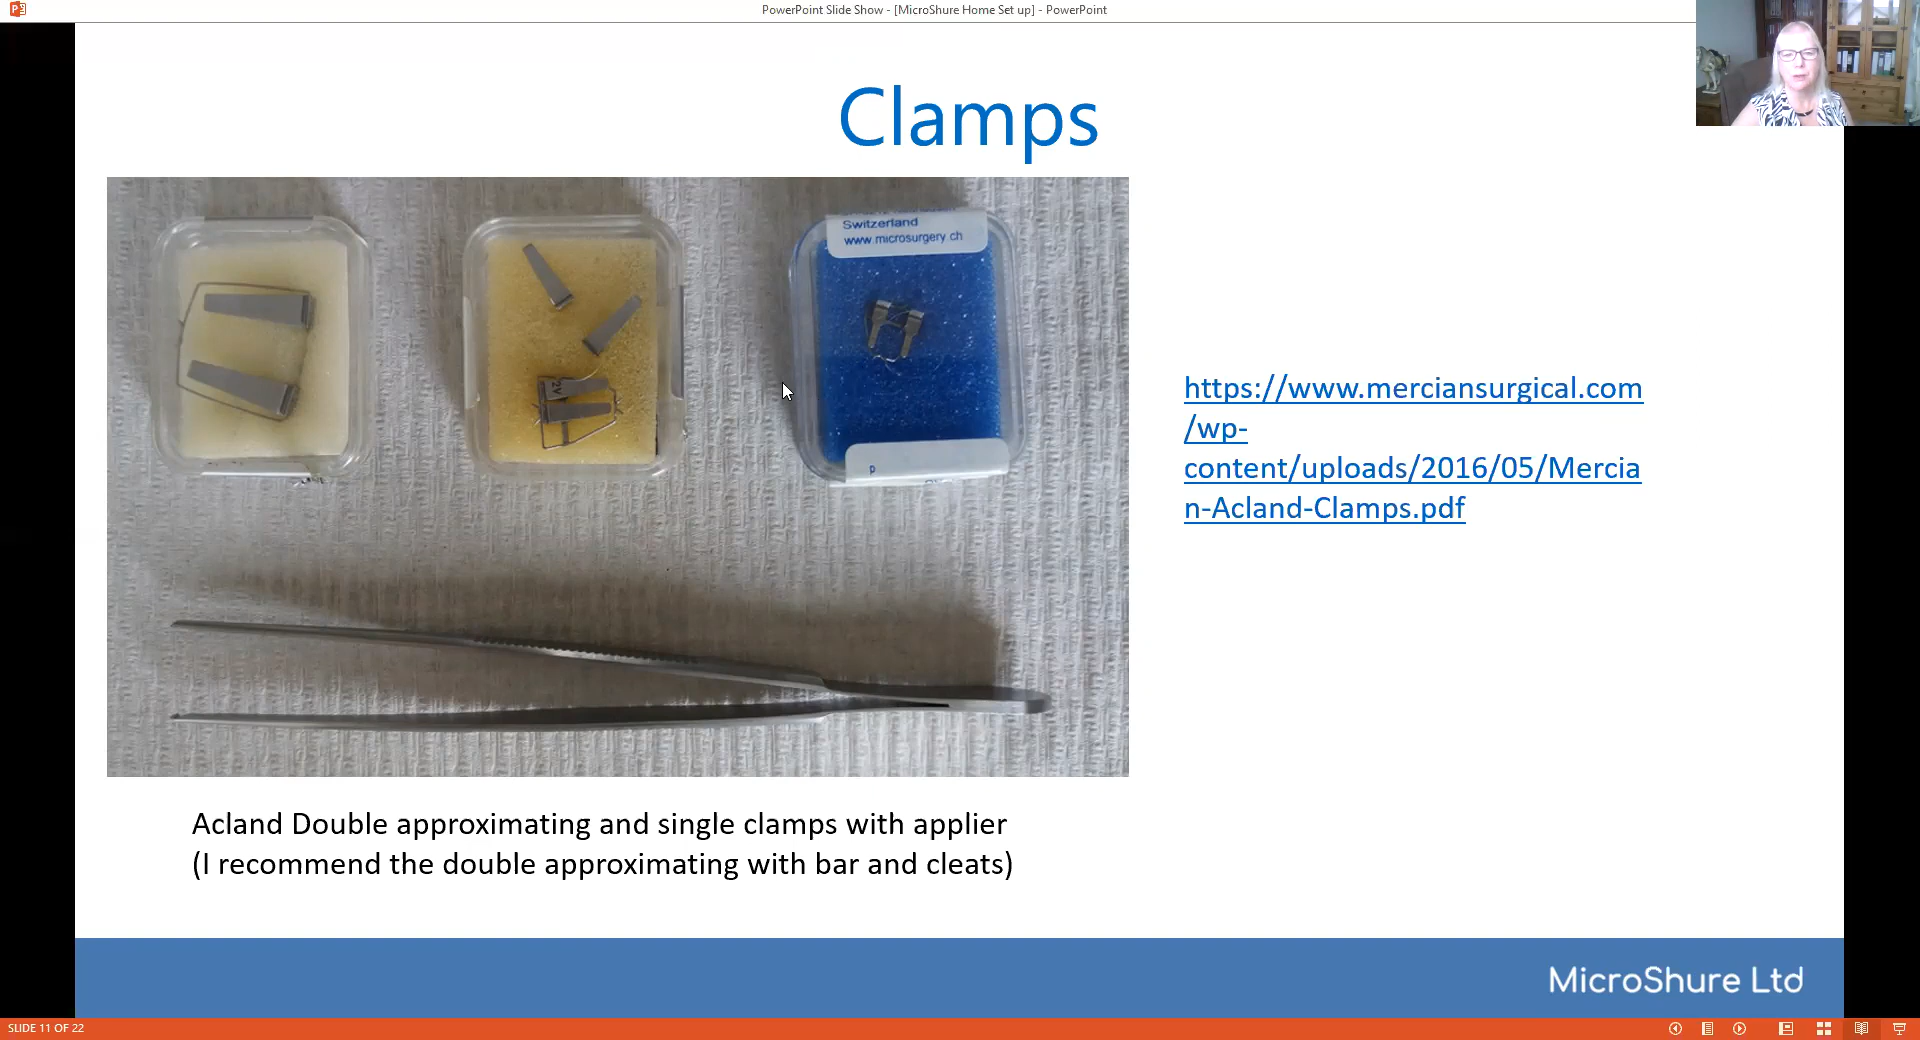 PowerPoint Slide Show - [MicroShure Home Set up] - PowerPoint
Clamps
Switzerland
www.microsurgery.ch
2V
p
https://www.merciansurgical.com
/wp-
content/uploads/2016/05/Mercia
n-Acland-Clamps.pdf
Acland Double approximating and single clamps with applier
(I recommend the double approximating with bar and cleats)
MicroShure Ltd
SLIDE 11 OF 22